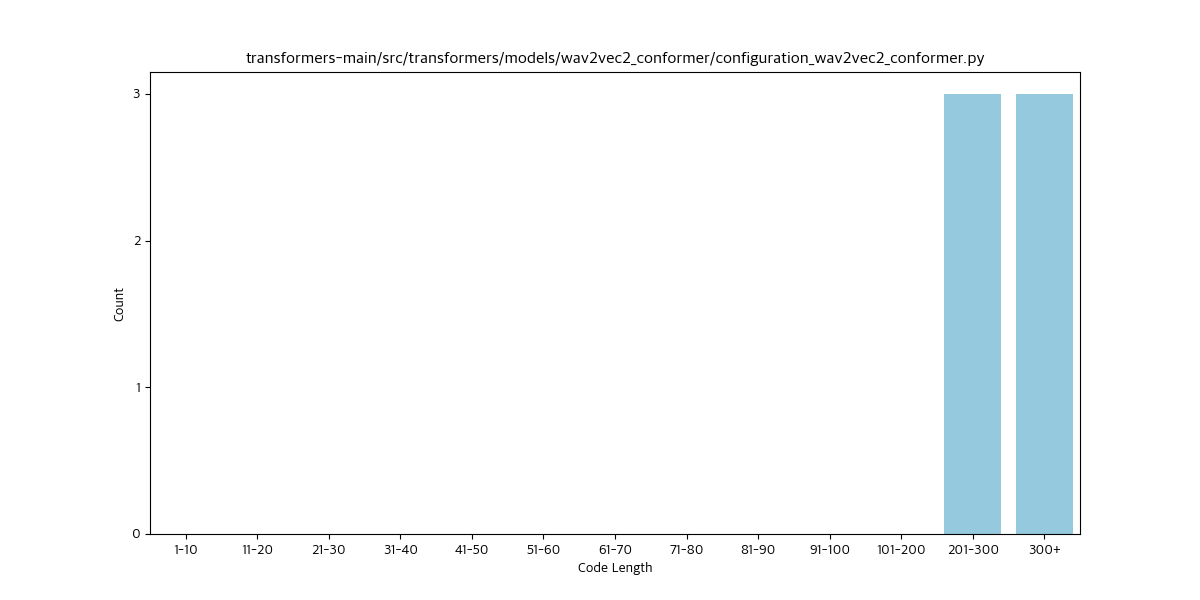 transformers-main/src/transformers/models/wav2vec2_conformer/configuration_wav2vec2_conformer.py
3
2
1
0
Count
1-10 11-20 21-30 31-40 41-50 51-60 61-70 71-80 81-90 91-100 101-200 201-300 300+
Code Length